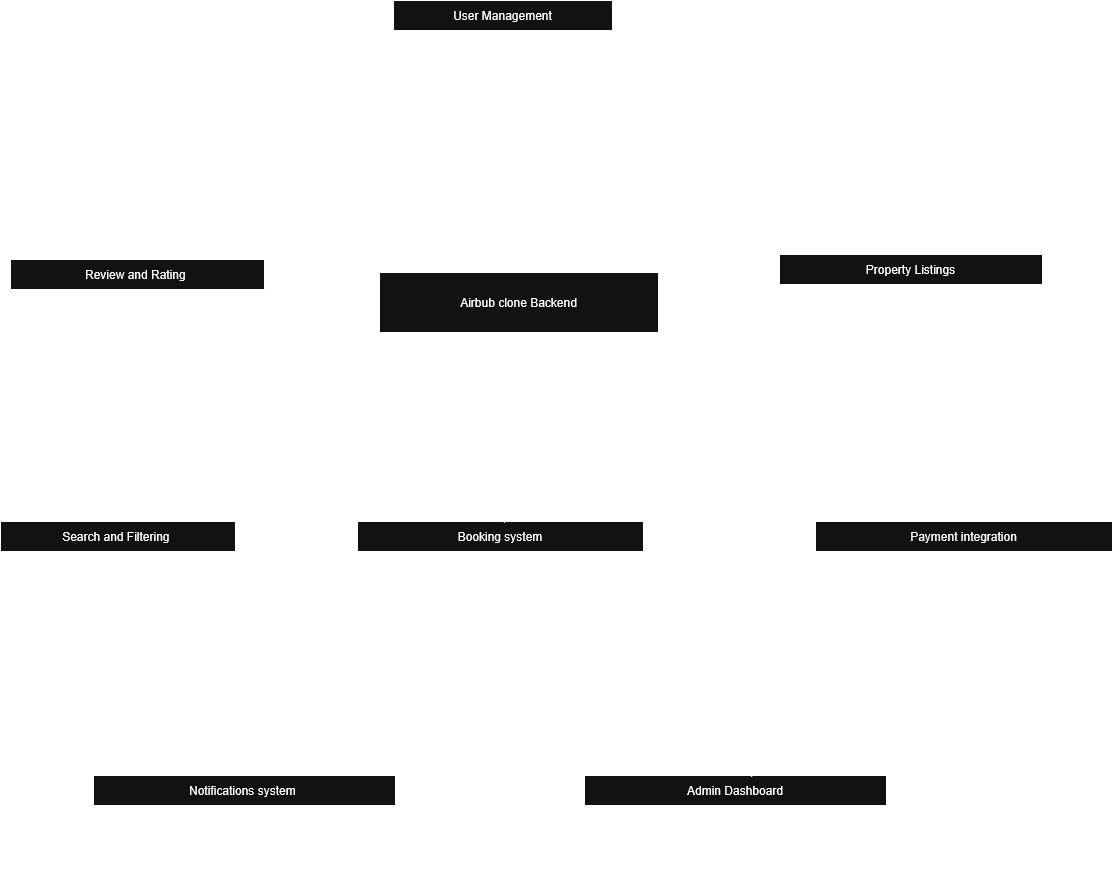 User Management
Review and Rating
Property Listings
Airbub clone Backend
Search and Filtering
Booking system
Payment integration
Notifications system
Admin Dashboard